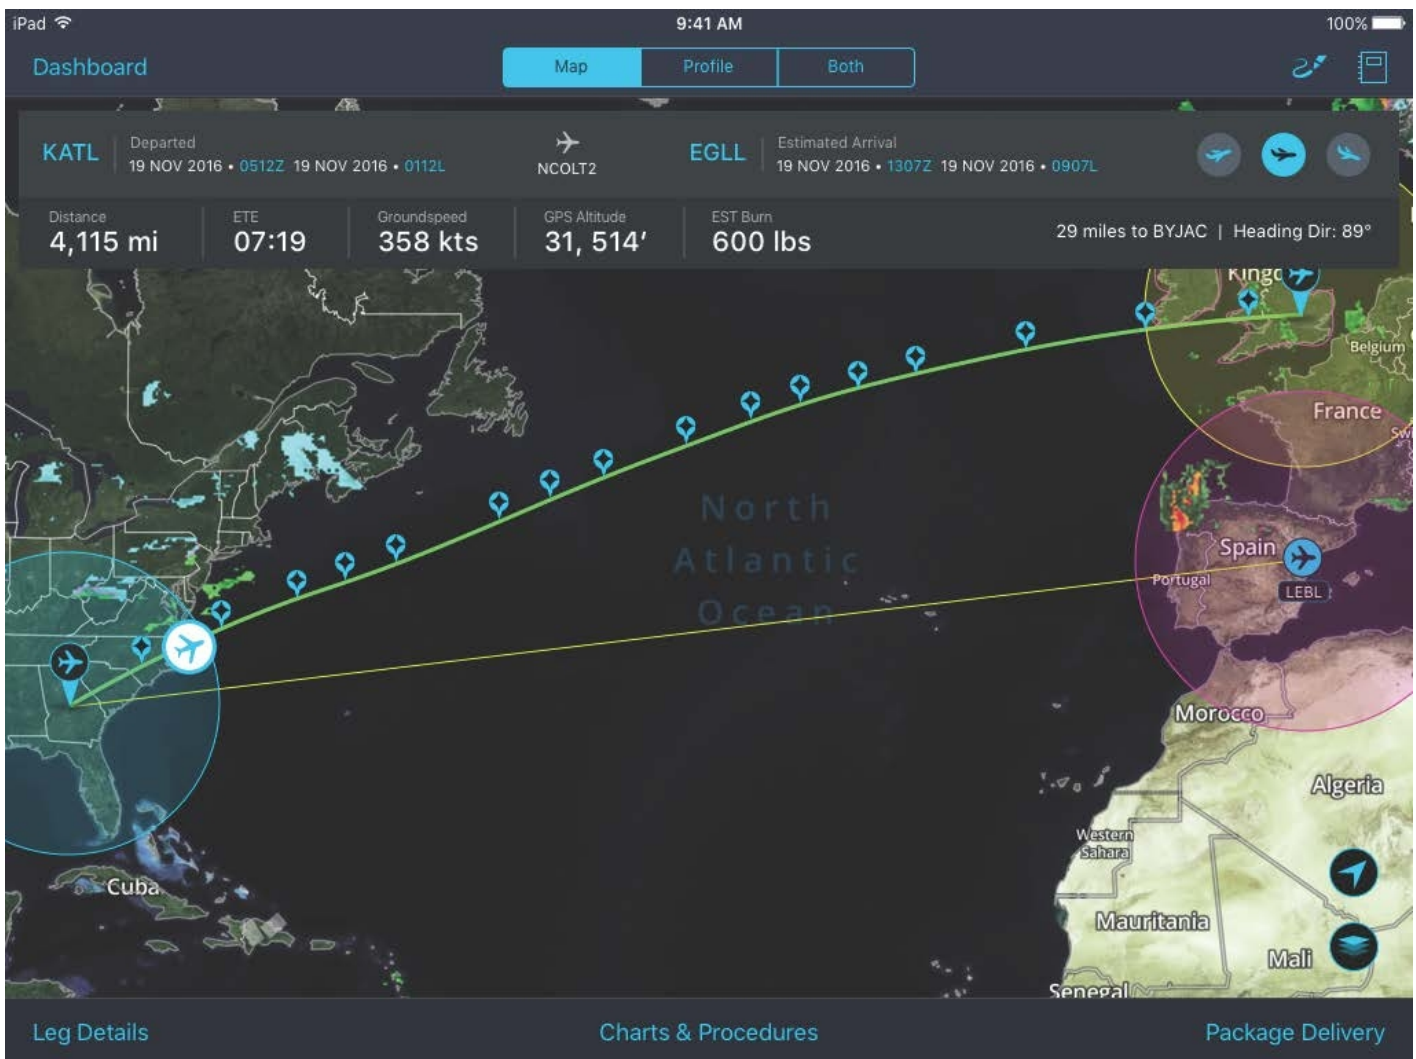 iPad 9:41 AM 100%
Dashboard Map Profile Both
KATL Departed EGLL Estimated Arrival
19 NOV 2016 • 0512Z 19 NOV 2016 • 0112L NCOLT2 19 NOV 2016 • 1307Z 19 NOV 2016 • 0907L
Distance ETE Groundspeed GPS Altitude EST Burn
4,115 mi 07:19 358 kts 31, 514′ 600 lbs 29 miles to BYJAC | Heading Dir: 89°
Kingd
Belgium
France
Swi
North
Atlantic
Ocean
Spain
Portugal
LEBL
Morocco
Algeria
Western
Sahara
Cuba
Mauritania
Mali
Senegal
Leg Details Charts & Procedures Package Delivery